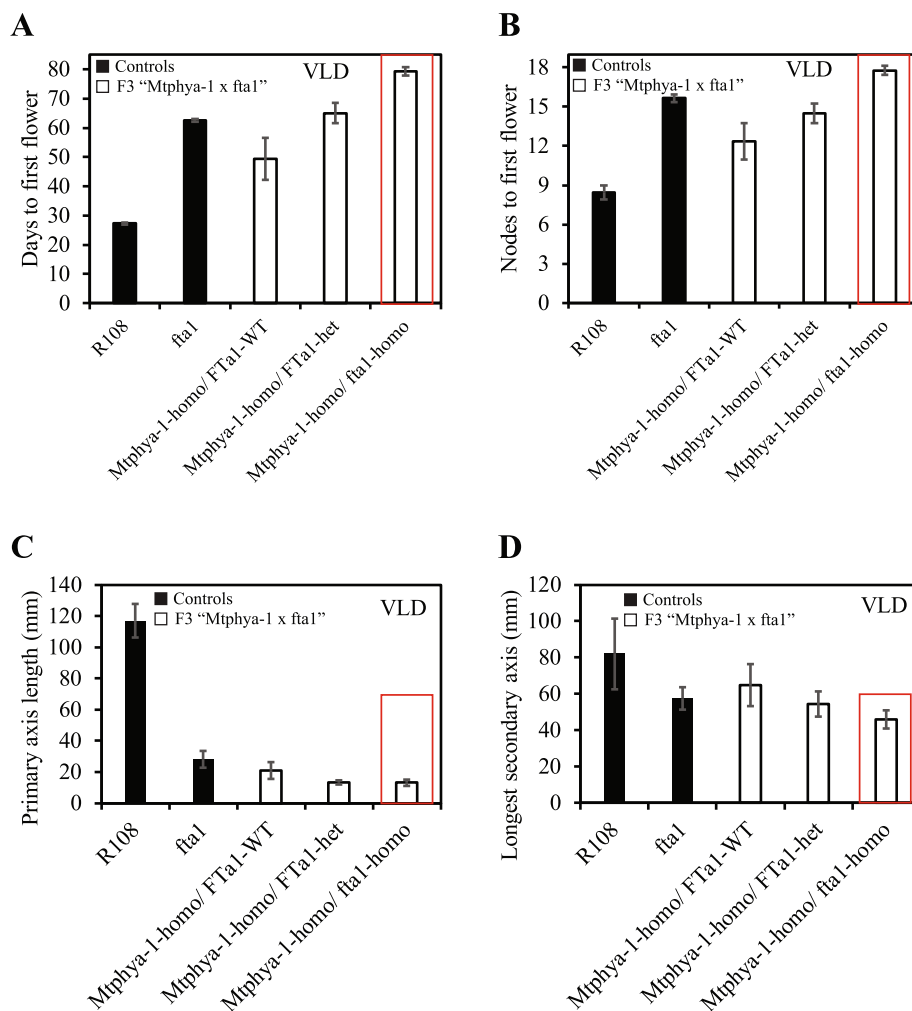 A
Days to first flower
80
70
60
50
40
30
20
10
0
Controls
F3 “Mtphya-1 x fta1”
VLD
R108
fta1
Mtphya-1-homo/ FTa1-WT
Mtphya-1-homo/ FTa1-het
Mtphya-1-homo/ fta1-homo
B
Nodes to first flower
18
15
12
9
6
3
0
Controls
F3 “Mtphya-1 x fta1”
VLD
R108
fta1
Mtphya-1-homo/ FTa1-WT
Mtphya-1-homo/ FTa1-het
Mtphya-1-homo/ fta1-homo
C
Primary axis length (mm)
140
120
100
80
60
40
20
0
Controls
F3 “Mtphya-1 x fta1”
VLD
R108
fta1
Mtphya-1-homo/ FTa1-WT
Mtphya-1-homo/ FTa1-het
Mtphya-1-homo/ fta1-homo
D
Longest secondary axis (mm)
120
100
80
60
40
20
0
Controls
F3 “Mtphya-1 x fta1”
VLD
R108
fta1
Mtphya-1-homo/ FTa1-WT
Mtphya-1-homo/ FTa1-het
Mtphya-1-homo/ fta1-homo